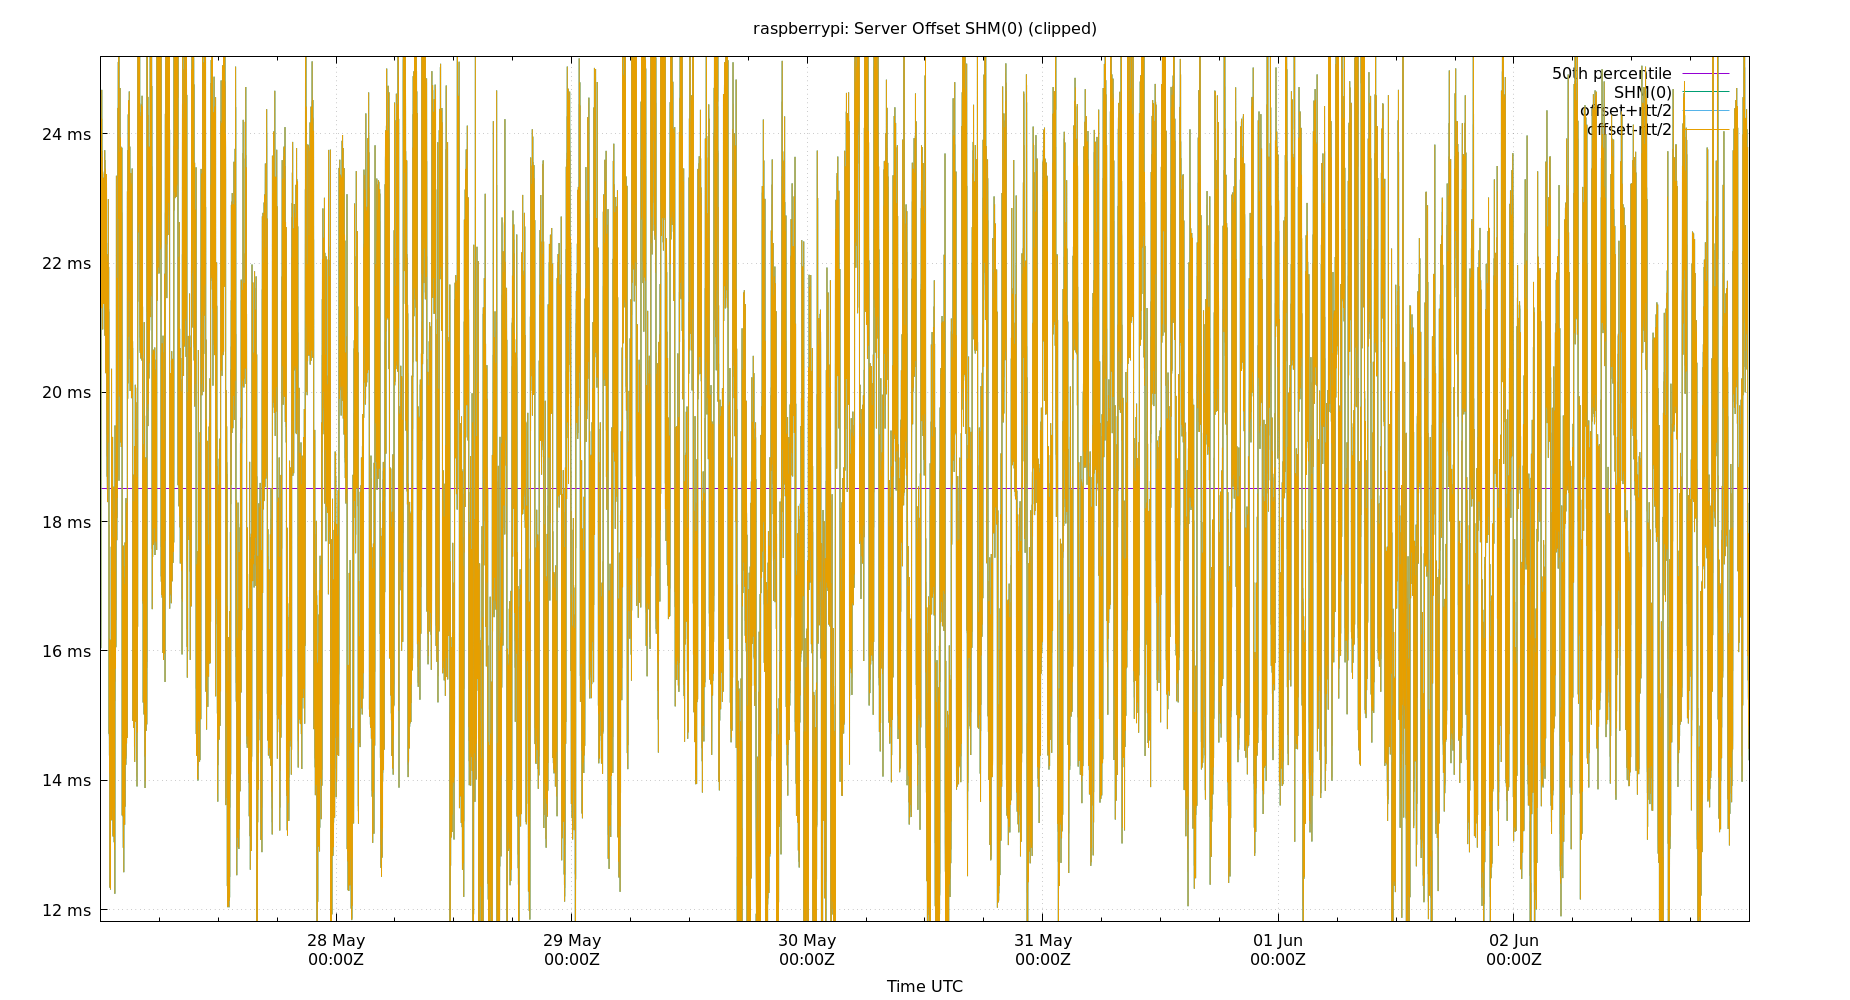 raspberrypi: Server Offset SHM(0) (clipped)
50th percentile
SHM(0)
offset+rtt/2
offset-rtt/2
24 ms
22 ms
20 ms
18 ms
16 ms
14 ms
12 ms
28 May
00:00Z
29 May
00:00Z
30 May
00:00Z
31 May
00:00Z
01 Jun
00:00Z
02 Jun
00:00Z
Time UTC